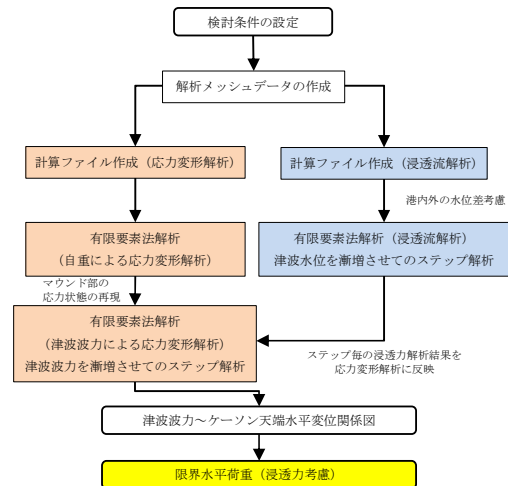 検討条件の設定
解析メッシュデータの作成
計算ファイル作成（応力変形解析）
計算ファイル作成（浸透流解析）
港内外の水位差考慮
有限要素法解析
（自重による応力変形解析）
有限要素法解析（浸透流解析）
津波水位を漸増させてのステップ解析
マウンド部の
応力状態の再現
有限要素法解析
（津波波力による応力変形解析）
津波波力を漸増させてのステップ解析
ステップ毎の浸透力解析結果を
応力変形解析に反映
津波波力～ケーソン天端水平変位関係図
限界水平荷重（浸透力考慮）